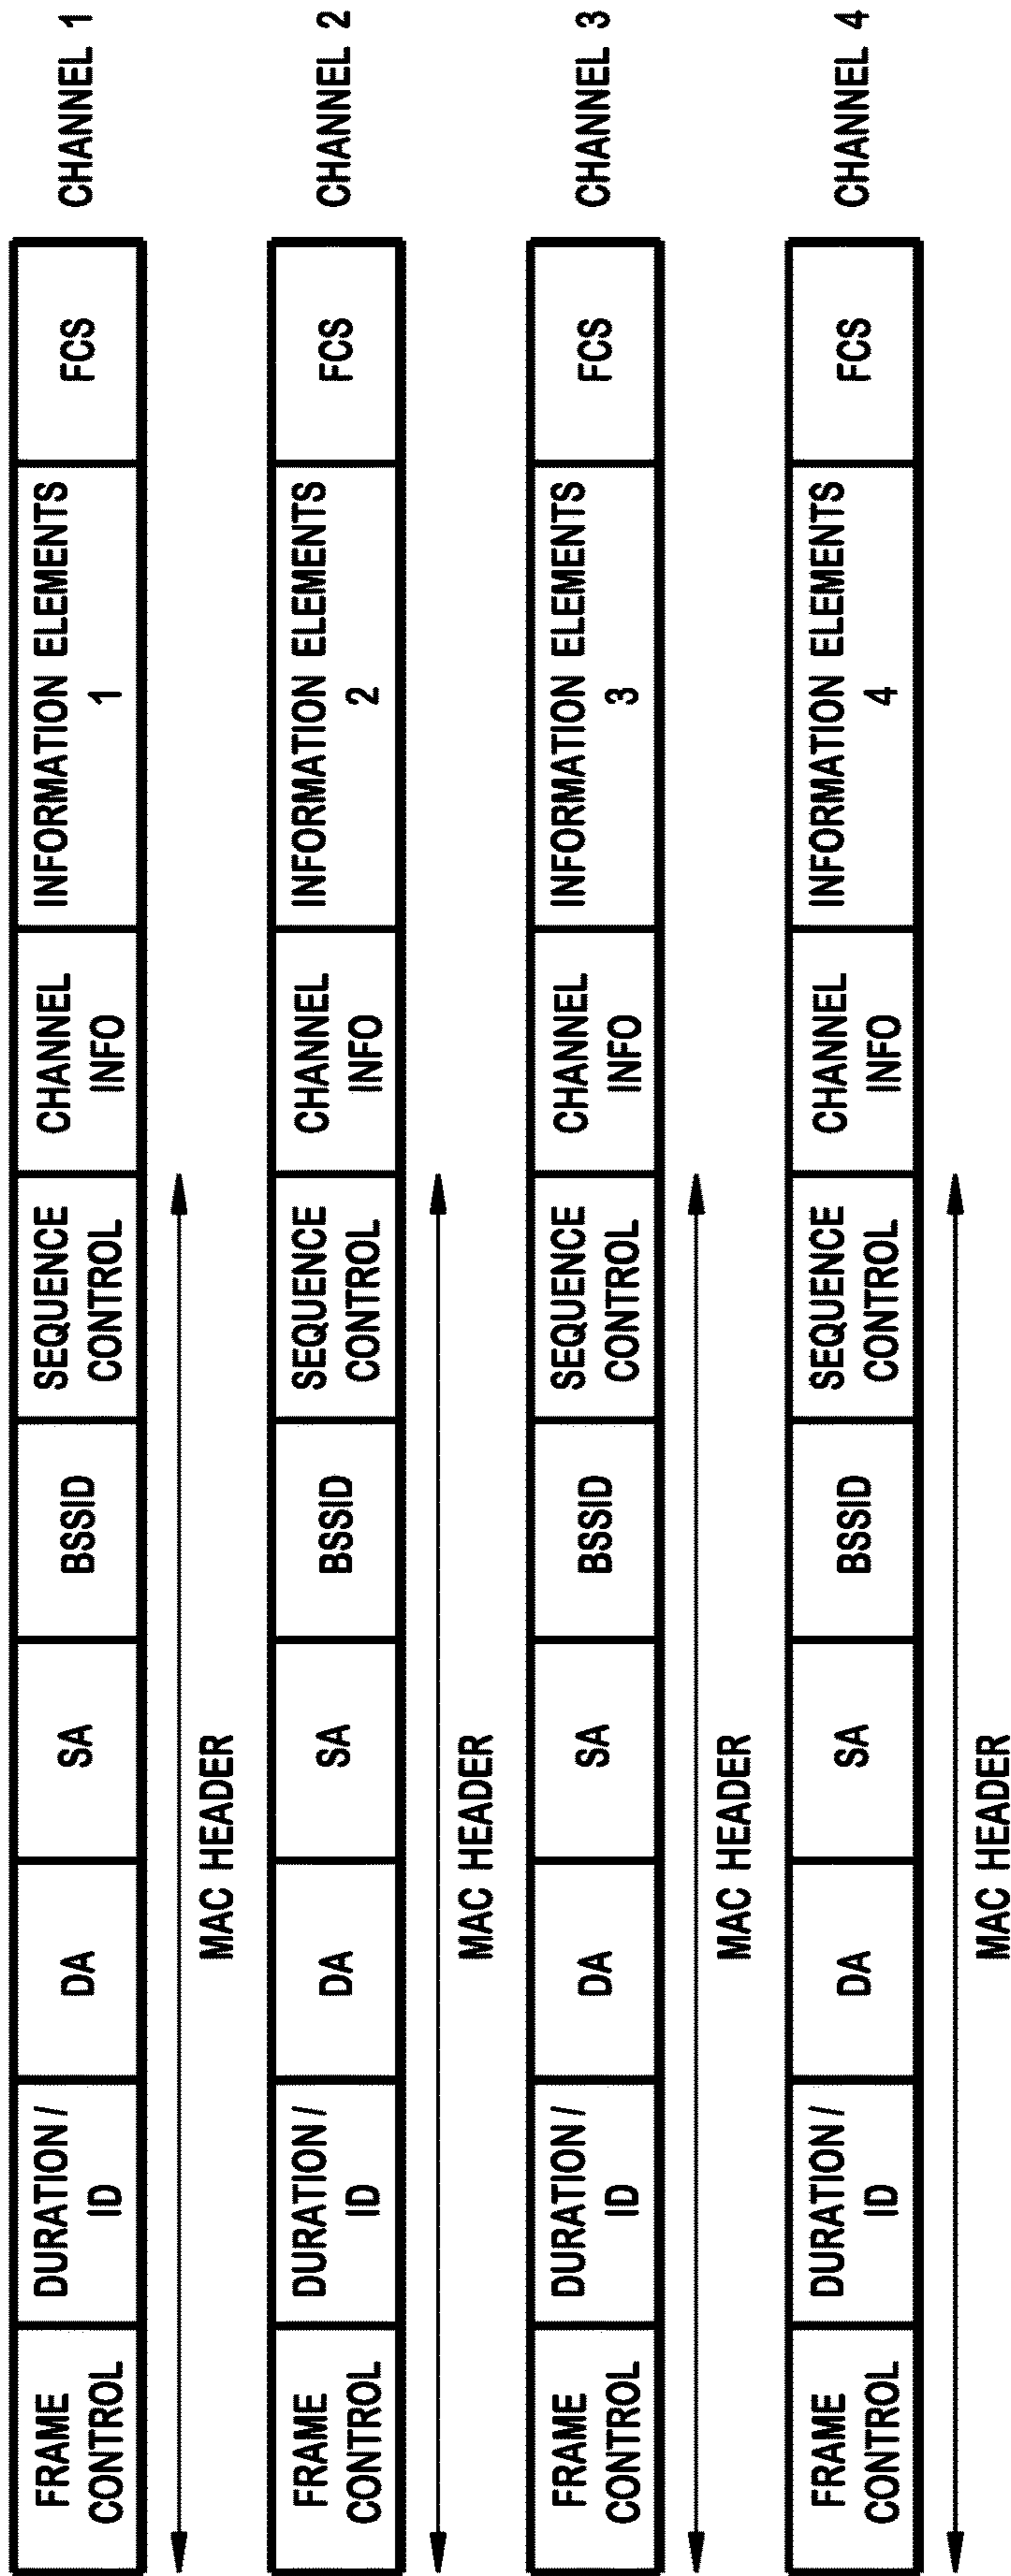 FRAME
CONTROL
DURATION /
ID
DA
SA
BSSID
SEQUENCE
CONTROL
CHANNEL
INFO
INFORMATION ELEMENTS
1
FCS
CHANNEL 1
MAC HEADER
FRAME
CONTROL
DURATION /
ID
DA
SA
BSSID
SEQUENCE
CONTROL
CHANNEL
INFO
INFORMATION ELEMENTS
2
FCS
CHANNEL 2
MAC HEADER
FRAME
CONTROL
DURATION /
ID
DA
SA
BSSID
SEQUENCE
CONTROL
CHANNEL
INFO
INFORMATION ELEMENTS
3
FCS
CHANNEL 3
MAC HEADER
FRAME
CONTROL
DURATION /
ID
DA
SA
BSSID
SEQUENCE
CONTROL
CHANNEL
INFO
INFORMATION ELEMENTS
4
FCS
CHANNEL 4
MAC HEADER